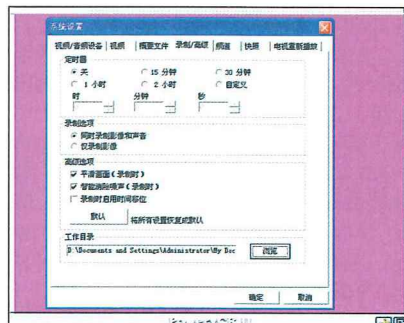 系统设置
视频/音频设备 视频 概要文件 录制/高级 频道 快照 电视重新播放
定时器
关 15 分钟 30 分钟
1 小时 2 小时 自定义
时 分钟 秒
录制选项
同时录制影像和声音
仅录制影像
高级选项
平滑画面(录制时)
智能消除噪声(录制时)
录制时启用时间移位
默认 将所有设置恢复成默认
工作目录
D:\Documents and Settings\Administrator\My Doc 浏览
确定 取消